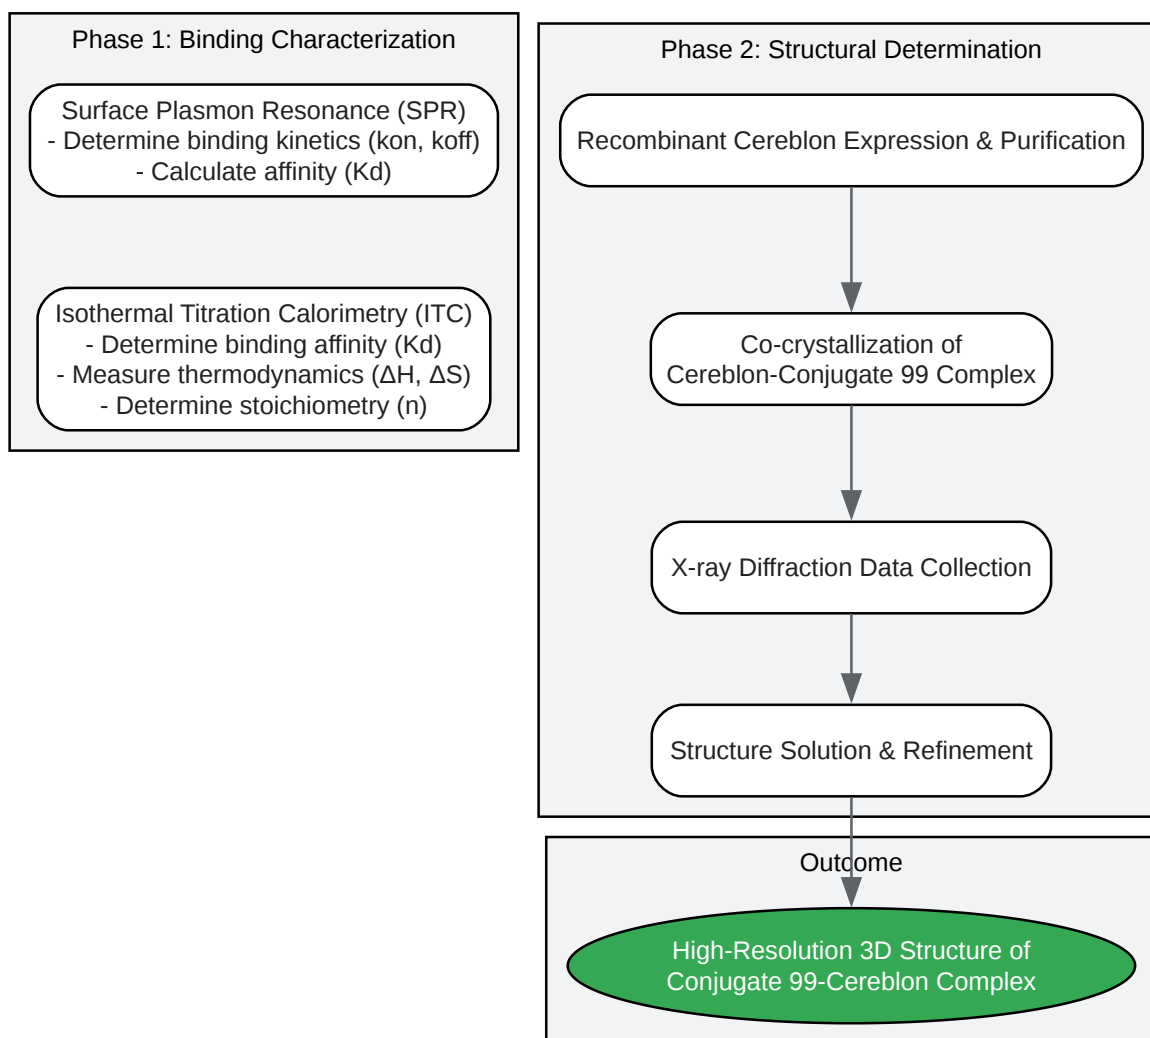 Phase 1: Binding Characterization
Surface Plasmon Resonance (SPR)
- Determine binding kinetics (kon, koff)
- Calculate affinity (Kd)
Isothermal Titration Calorimetry (ITC)
- Determine binding affinity (Kd)
- Measure thermodynamics (ΔH, ΔS)
- Determine stoichiometry (n)
Phase 2: Structural Determination
Recombinant Cereblon Expression & Purification
Co-crystallization of
Cereblon-Conjugate 99 Complex
X-ray Diffraction Data Collection
Structure Solution & Refinement
Outcome
High-Resolution 3D Structure of
Conjugate 99-Cereblon Complex